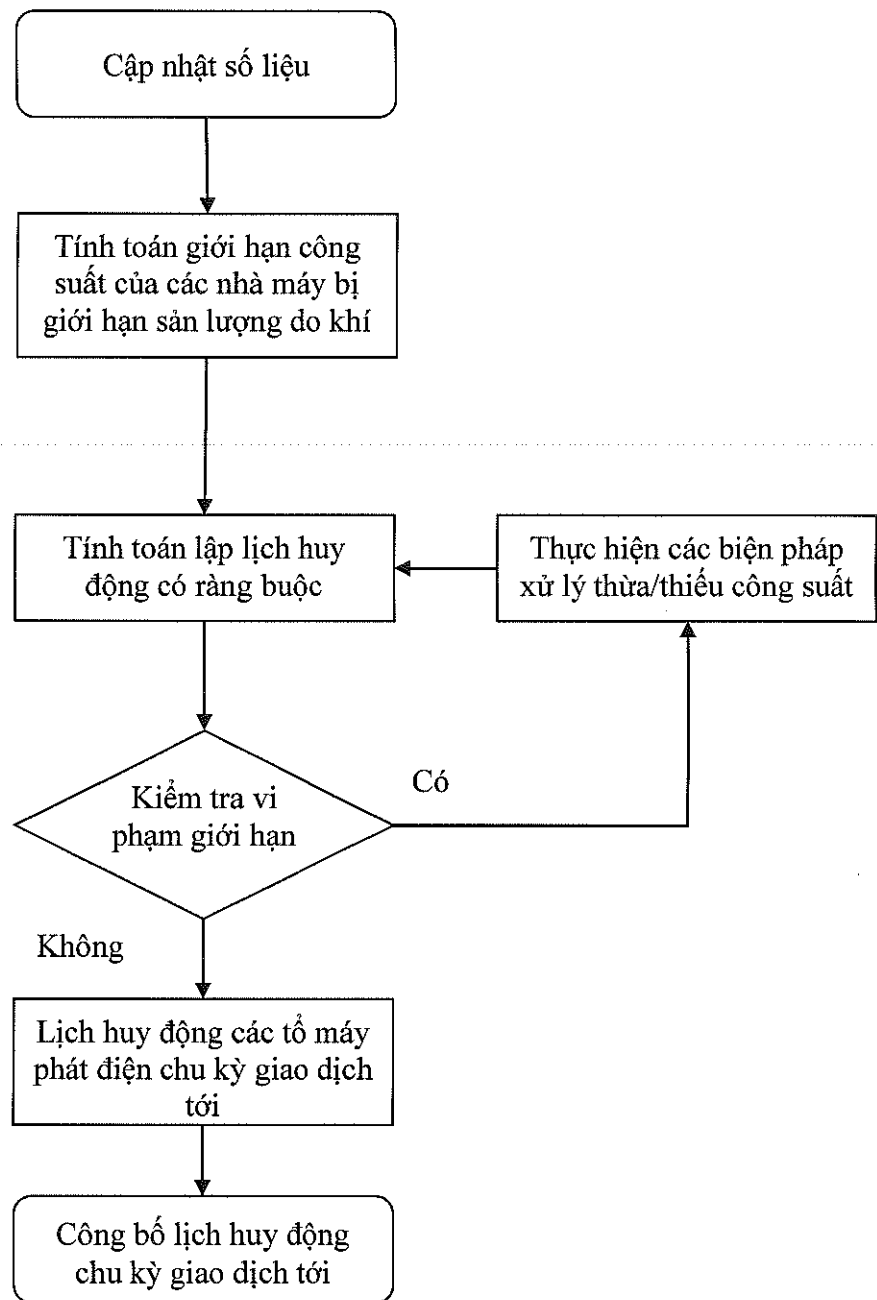 Cập nhật số liệu
Tính toán giới hạn công
suất của các nhà máy bị
giới hạn sản lượng do khí
Tính toán lập lịch huy
động có ràng buộc
Thực hiện các biện pháp
xử lý thừa/thiếu công suất
Kiểm tra vi
phạm giới hạn
Có
Không
Lịch huy động các tổ máy
phát điện chu kỳ giao dịch
tới
Công bố lịch huy động
chu kỳ giao dịch tới